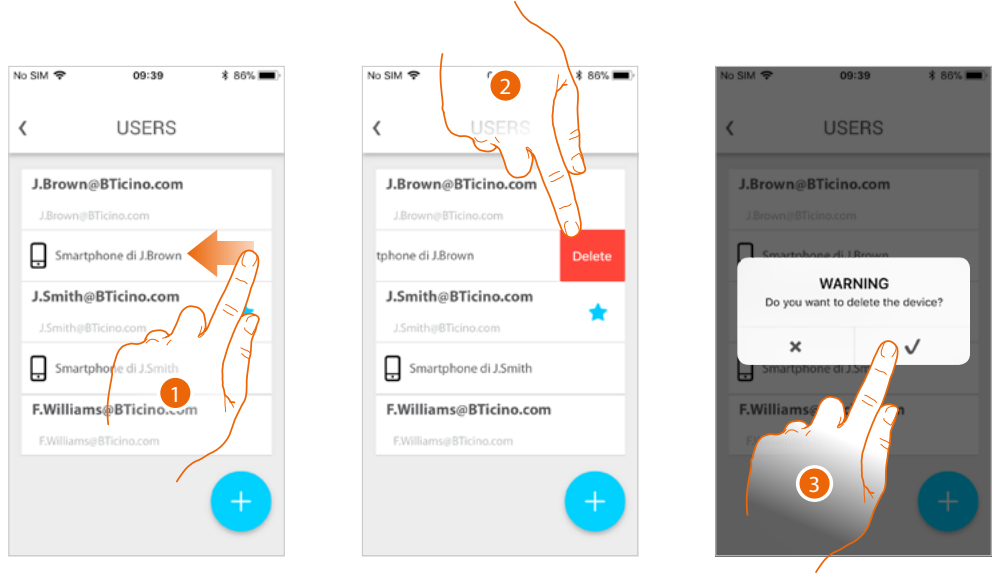 No SIM 09:39 86%
USERS
J.Brown@BTicino.com
J.Brown@BTicino.com
Smartphone di J.Brown
J.Smith@BTicino.com
J.Smith@BTicino.com
Smartphone di J.Smith
F.Williams@BTicino.com
F.Williams@BTicino.com
+
1
No SIM 86%
2
USERS
J.Brown@BTicino.com
J.Brown@BTicino.com
tphone di J.Brown
Delete
J.Smith@BTicino.com
J.Smith@BTicino.com
Smartphone di J.Smith
F.Williams@BTicino.com
F.Williams@BTicino.com
+
No SIM 09:39 86%
USERS
J.Brown@BTicino.com
J.Brown@BTicino.com
WARNING
Do you want to delete the device?
Smartphone di J.Sm
F.Williams
3
+